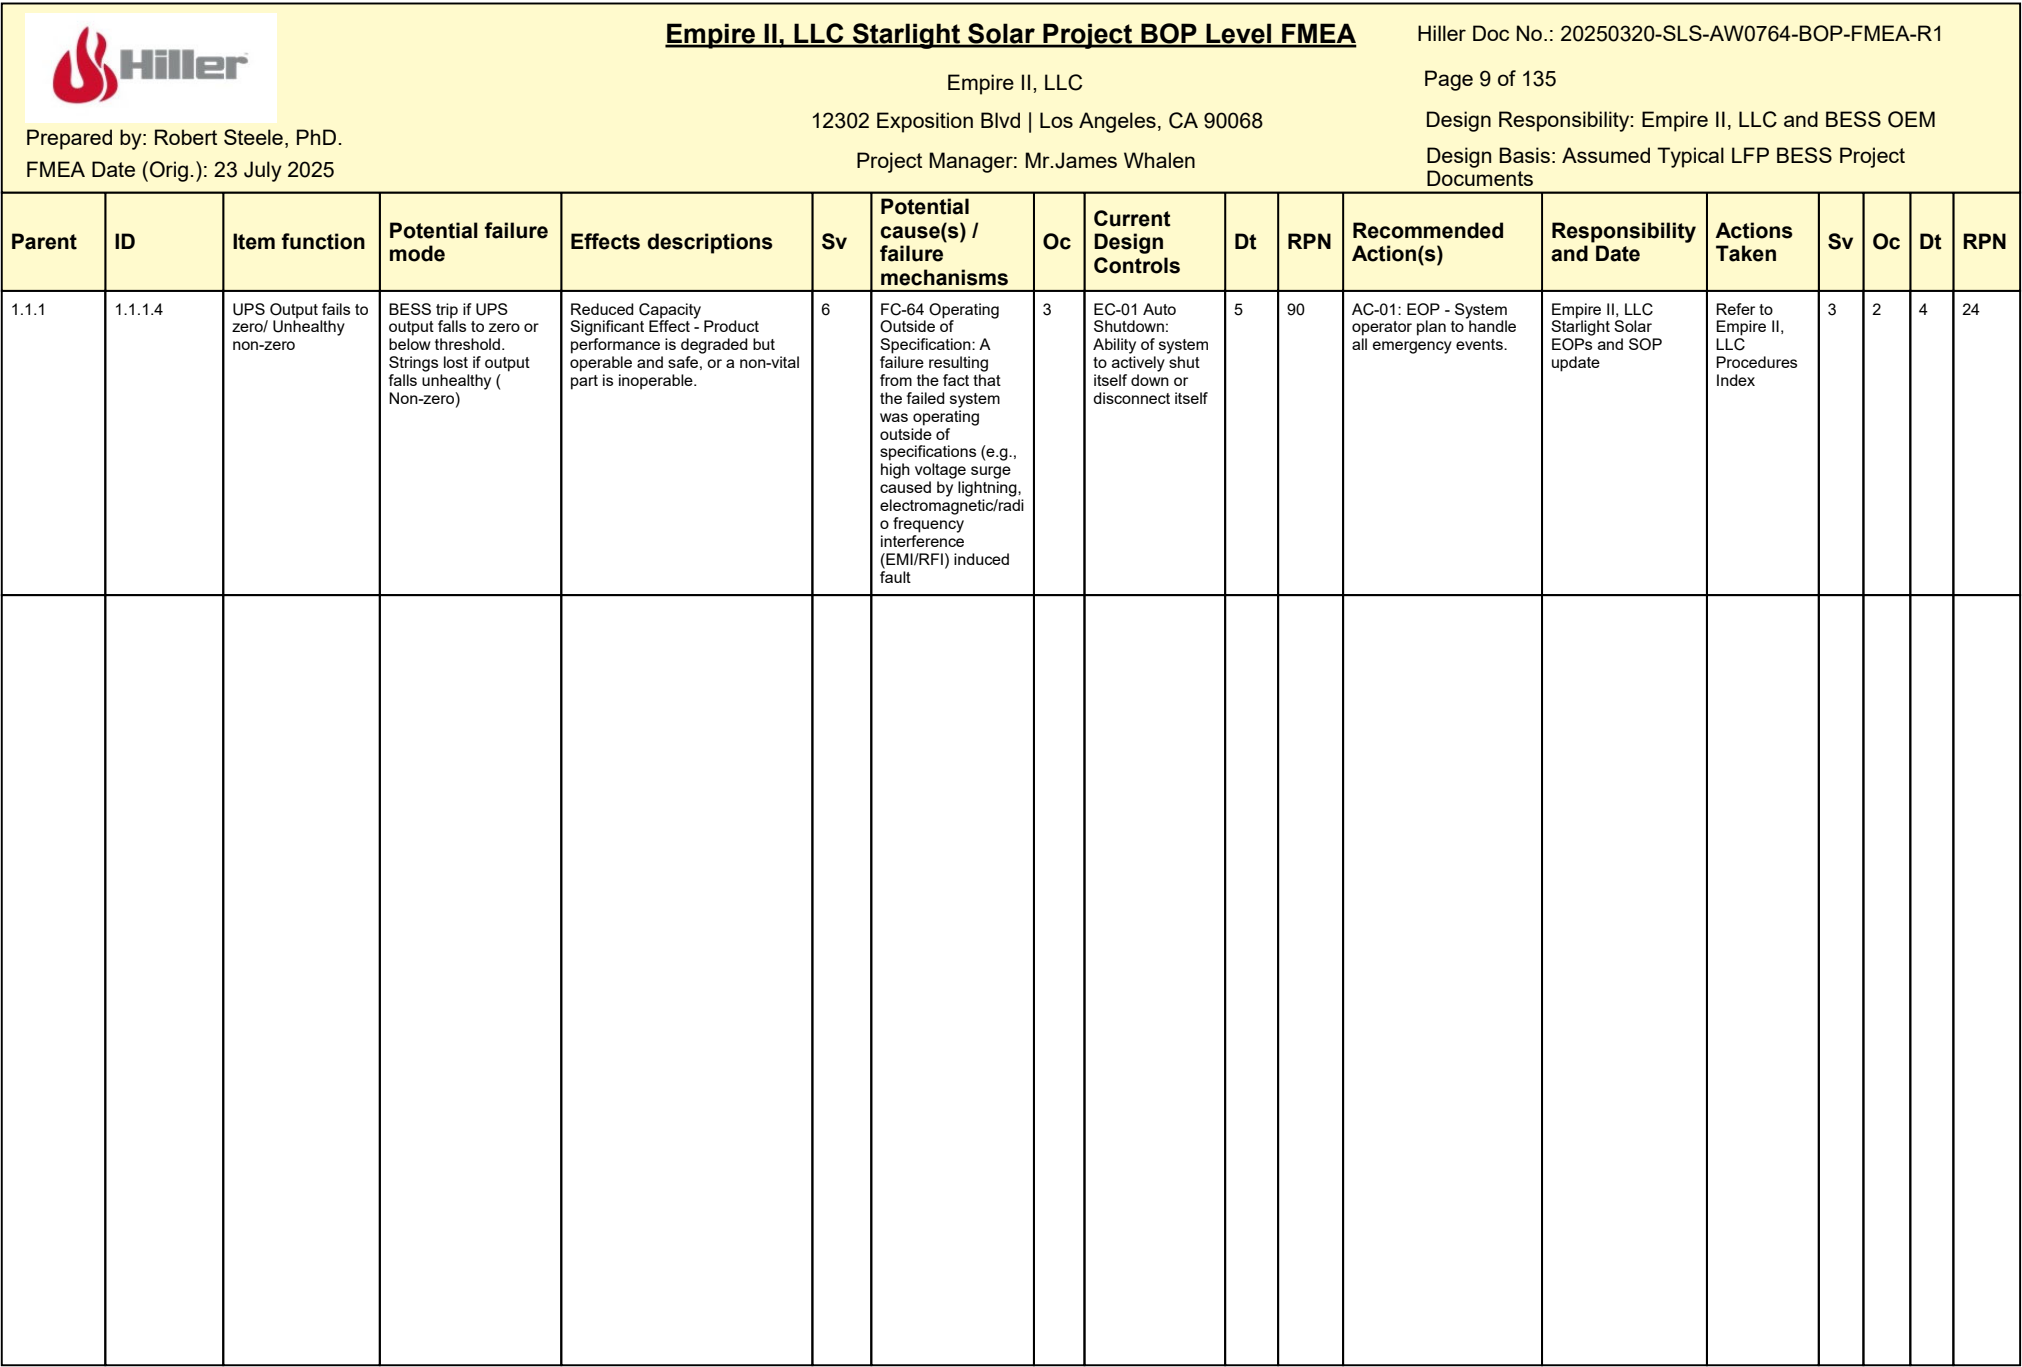 Hiller
Prepared by: Robert Steele, PhD.
FMEA Date (Orig.): 23 July 2025
Empire II, LLC Starlight Solar Project BOP Level FMEA
Empire II, LLC
12302 Exposition Blvd | Los Angeles, CA 90068
Project Manager: Mr.James Whalen
Hiller Doc No.: 20250320-SLS-AW0764-BOP-FMEA-R1
Page 9 of 135
Design Responsibility: Empire II, LLC and BESS OEM
Design Basis: Assumed Typical LFP BESS Project
Documents
Parent
ID
Item function
Potential failure
mode
Effects descriptions
Sv
Potential
cause(s) /
failure
mechanisms
Oc
Current
Design
Controls
Dt
RPN
Recommended
Action(s)
Responsibility
and Date
Actions
Taken
Sv
Oc
Dt
RPN
1.1.1
1.1.1.4
UPS Output fails to
zero/ Unhealthy
non-zero
BESS trip if UPS
output falls to zero or
below threshold.
Strings lost if output
falls unhealthy (
Non-zero)
Reduced Capacity
Significant Effect - Product
performance is degraded but
operable and safe, or a non-vital
part is inoperable.
6
FC-64 Operating
Outside of
Specification: A
failure resulting
from the fact that
the failed system
was operating
outside of
specifications (e.g.,
high voltage surge
caused by lightning,
electromagnetic/radi
o frequency
interference
(EMI/RFI) induced
fault
3
EC-01 Auto
Shutdown:
Ability of system
to actively shut
itself down or
disconnect itself
5
90
AC-01: EOP - System
operator plan to handle
all emergency events.
Empire II, LLC
Starlight Solar
EOPs and SOP
update
Refer to
Empire II,
LLC
Procedures
Index
3
2
4
24